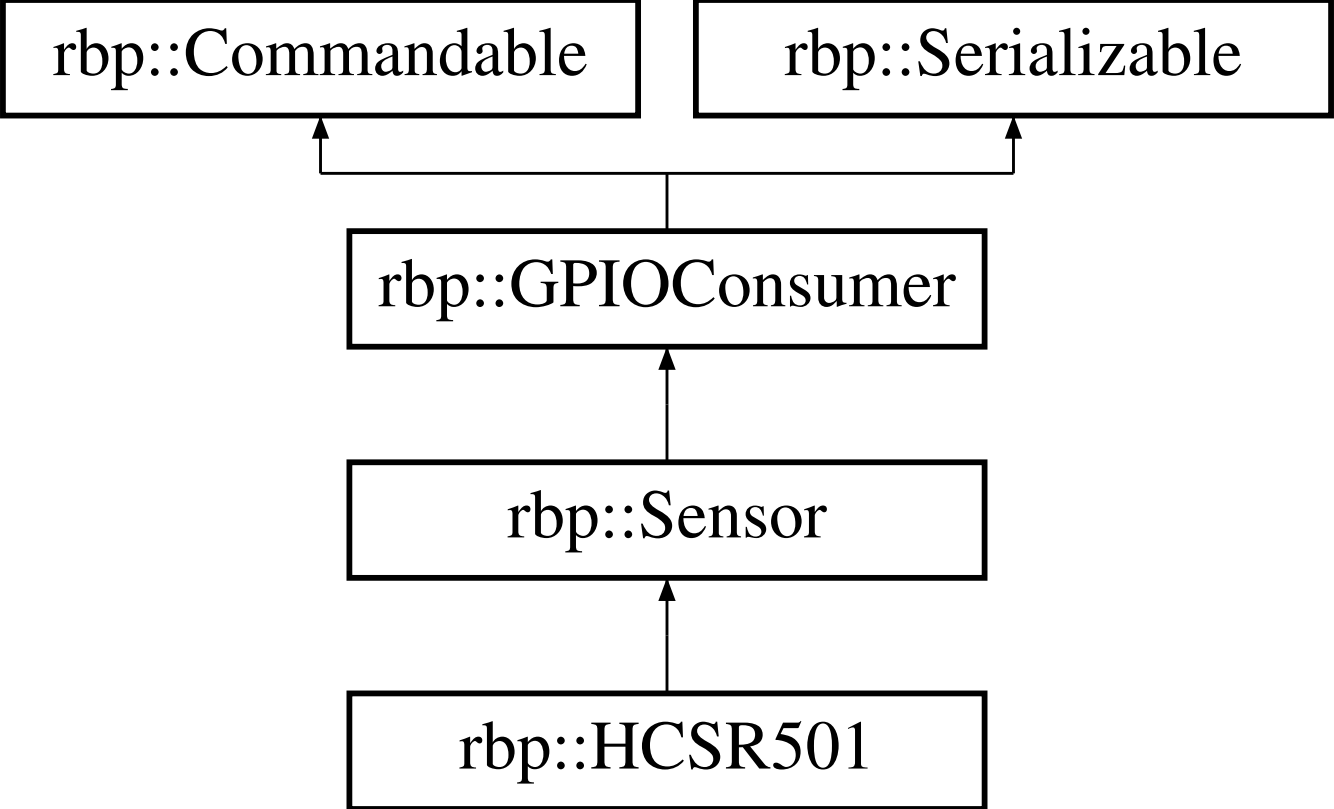 rbp::Commandable
rbp::Serializable
rbp::GPIOConsumer
rbp::Sensor
rbp::HCSR501